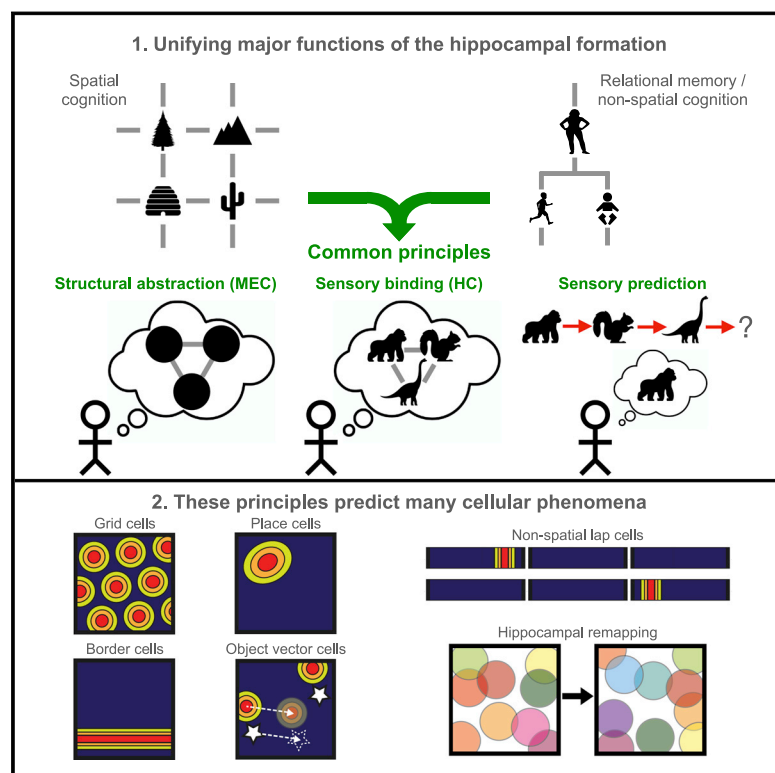 1. Unifying major functions of the hippocampal formation
Spatial
cognition
Relational memory /
non-spatial cognition
Common principles
Structural abstraction (MEC)
Sensory binding (HC)
Sensory prediction
?
2. These principles predict many cellular phenomena
Grid cells
Place cells
Non-spatial lap cells
Border cells
Object vector cells
Hippocampal remapping